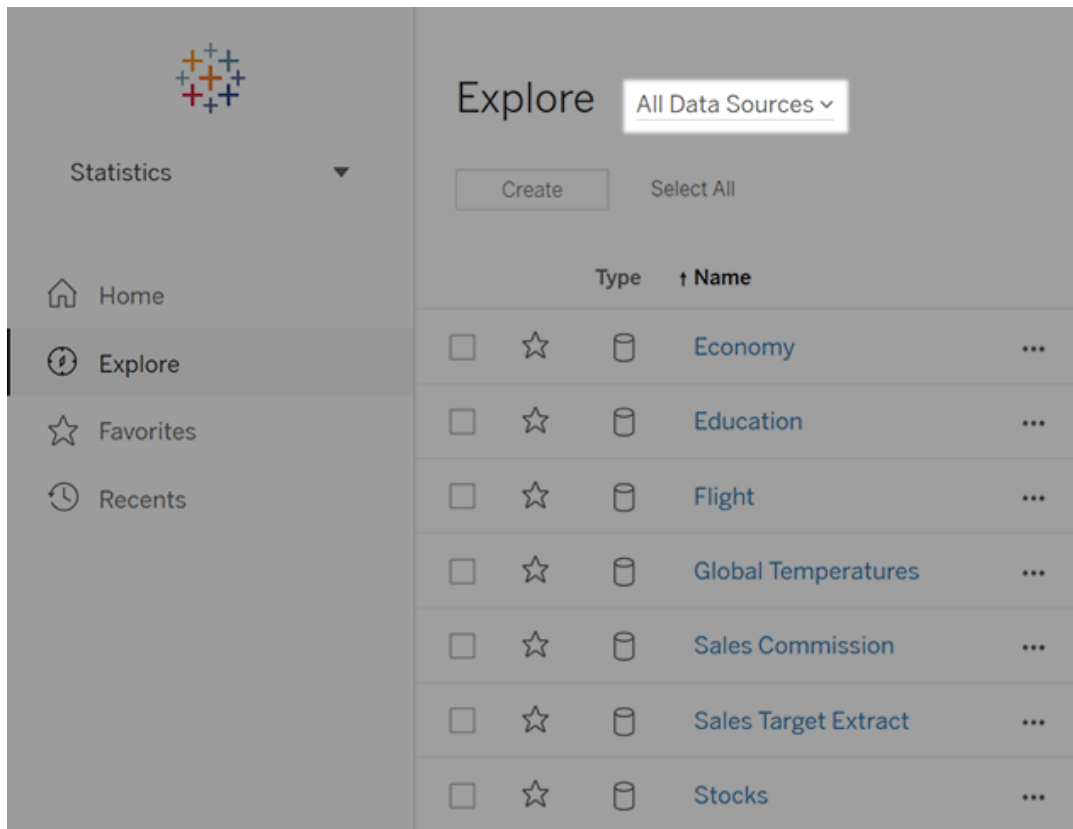 Statistics
Home
Explore
Favorites
Recents
Explore All Data Sources
Create Select All
Type ↑ Name
Economy
Education
Flight
Global Temperatures
Sales Commission
Sales Target Extract
Stocks